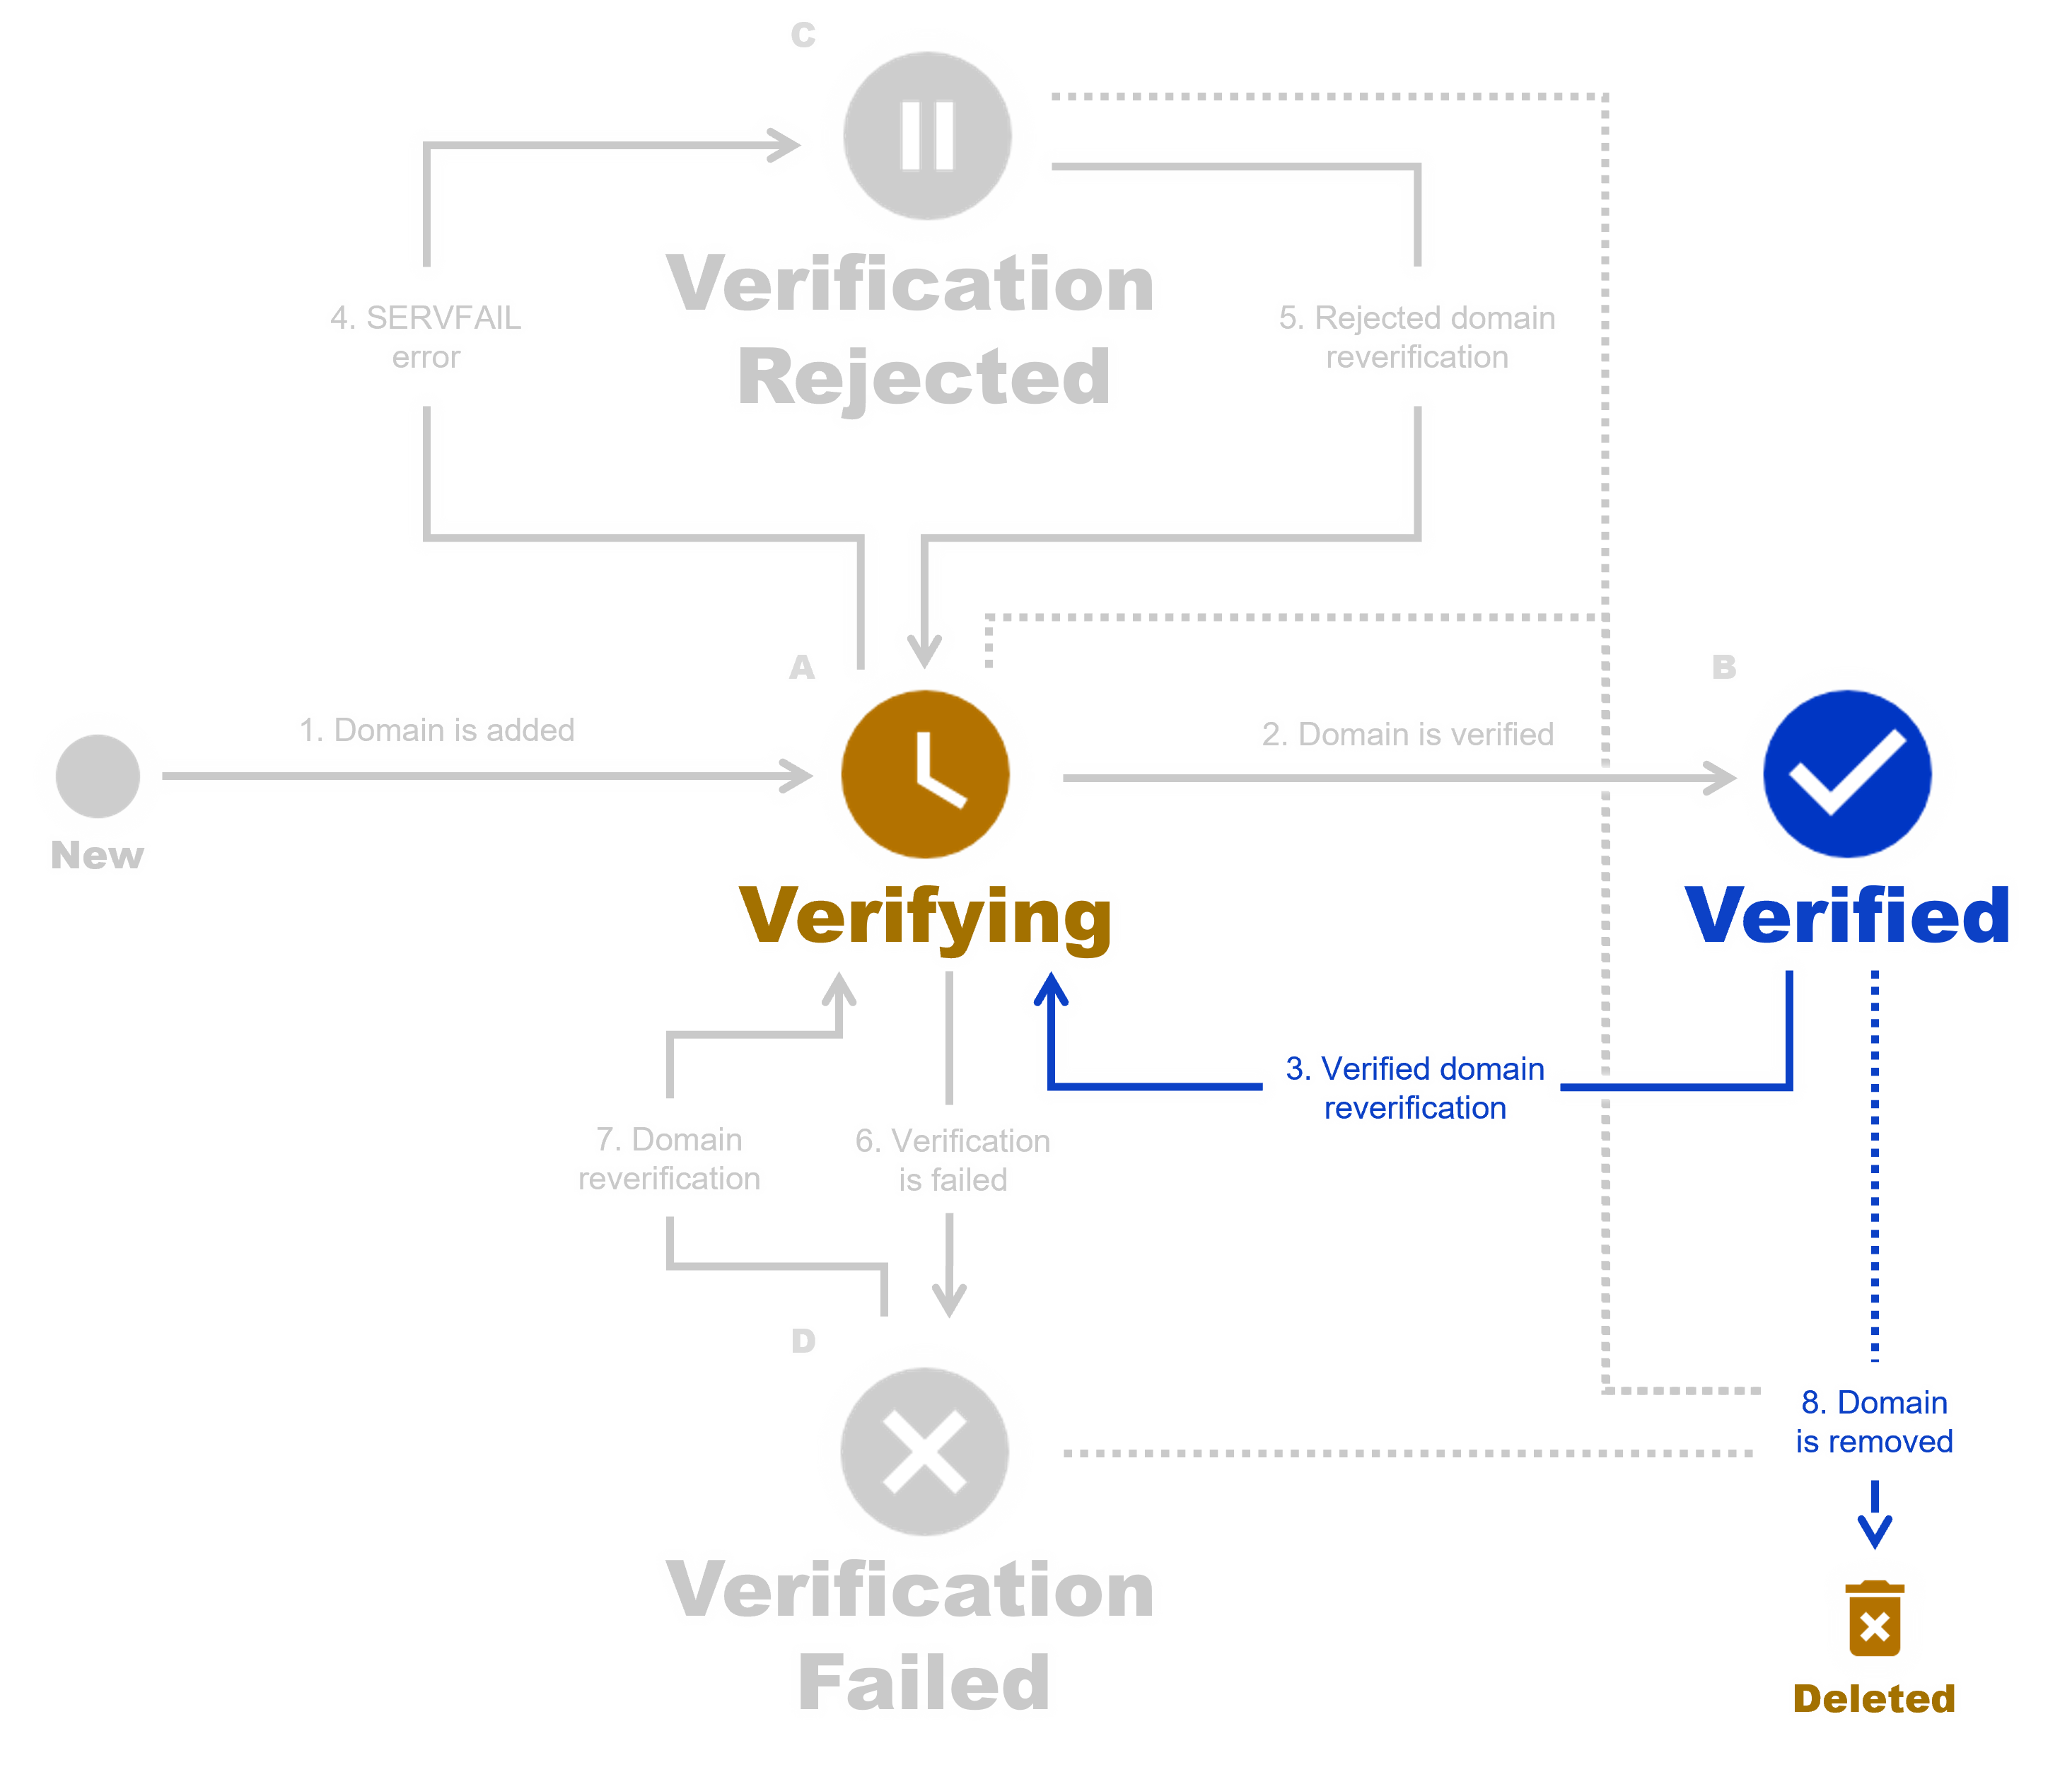 C
Verification
Rejected
4. SERVFAIL
error
5. Rejected domain
reverification
A
B
1. Domain is added
2. Domain is verified
New
Verifying
Verified
3. Verified domain
reverification
7. Domain
reverification
6. Verification
is failed
D
8. Domain
is removed
Verification
Failed
Deleted